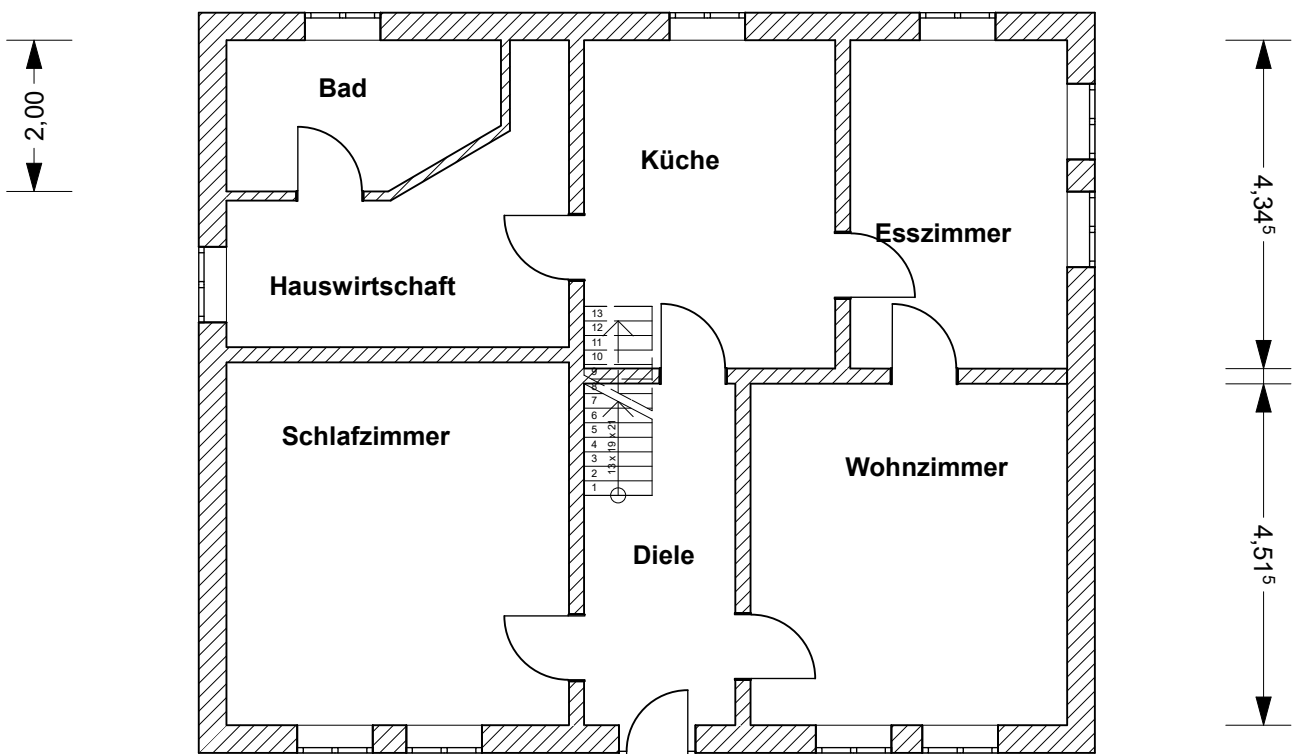 Bad
2,00
Küche
4,34⁵
Esszimmer
Hauswirtschaft
13
12
11
10
9
8
7
6
5
4
3
2
1
13 x 19 x 21
Schlafzimmer
Wohnzimmer
4,51⁵
Diele